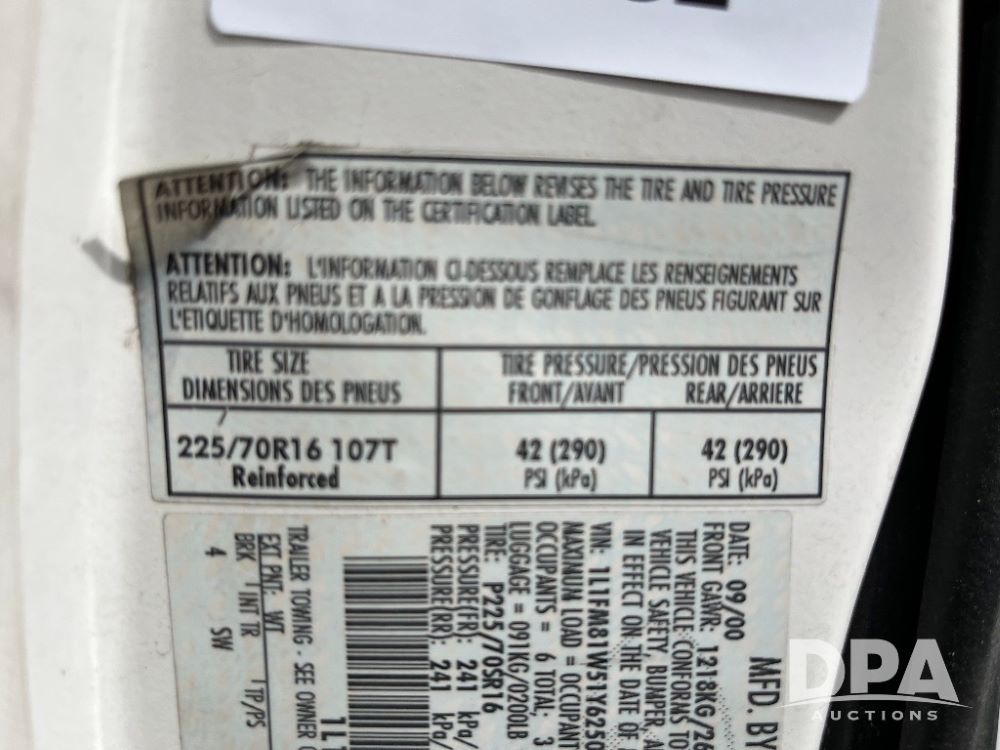 ATTENTION: THE INFORMATION BELOW REVISES THE TIRE AND TIRE PRESSURE
INFORMATION LISTED ON THE CERTIFICATION LABEL.
ATTENTION: L'INFORMATION CI-DESSOUS REMPLACE LES RENSEIGNEMENTS
RELATIFS AUX PNEUS ET A LA PRESSION DE GONFLAGE DES PNEUS FIGURANT SUR
L'ETIQUETTE D'HOMOLOGATION.
TIRE SIZE
DIMENSIONS DES PNEUS
TIRE PRESSURE/PRESSION DES PNEUS
FRONT/AVANT REAR/ARRIERE
225/70R16 107T
Reinforced
42 (290)
PSI (kPa)
42 (290)
PSI (kPa)
MFD. BY
DATE: 09/00
FRONT GAWR: 1218KG/26
THIS VEHICLE CONFORMS TO
VEHICLE SAFETY, BUMPER,
IN EFFECT ON THE DATE OF
VIN: 1L1FM81W51Y6250
MAXIMUM LOAD = OCCUPANT
OCCUPANTS = 6 TOTAL; 3
LUGGAGE = 091KG/0200LB
TIRE: P225/70SR16
PRESSURE(FR): 241 kPa/
PRESSURE(RR): 241 kPa/
TRAILER TOWING - SEE OWNER
EXT PNT: WT
BRK INT TR TP/PS
4 SW
DPA
AUCTIONS